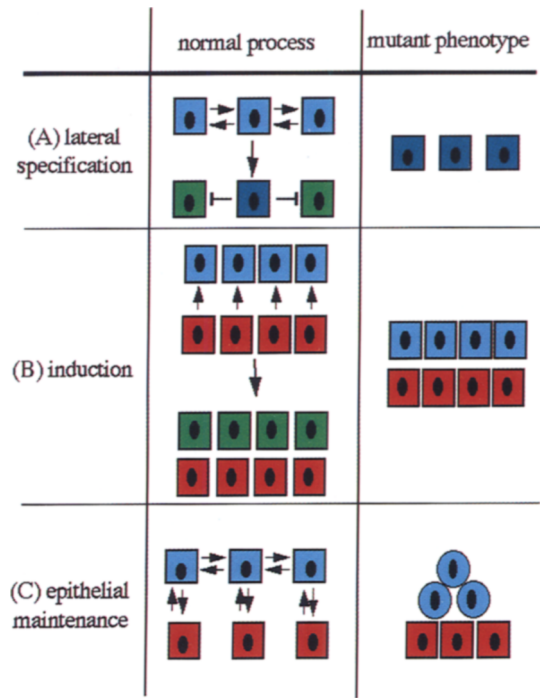 normal process
mutant phenotype
(A) lateral
specification
(B) induction
(C) epithelial
maintenance